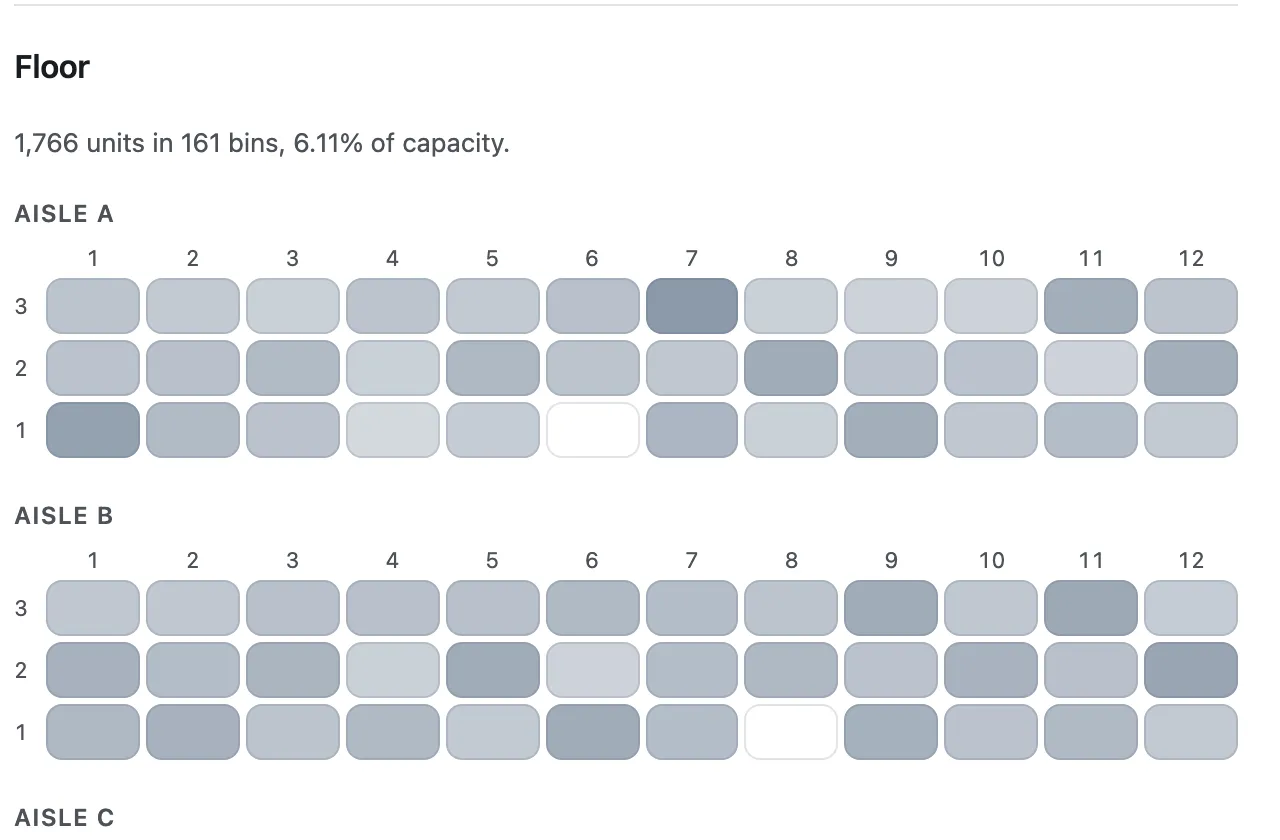 Floor
1,766 units in 161 bins, 6.11% of capacity.
AISLE A
1 2 3 4 5 6 7 8 9 10 11 12
3
2
1
AISLE B
1 2 3 4 5 6 7 8 9 10 11 12
3
2
1
AISLE C